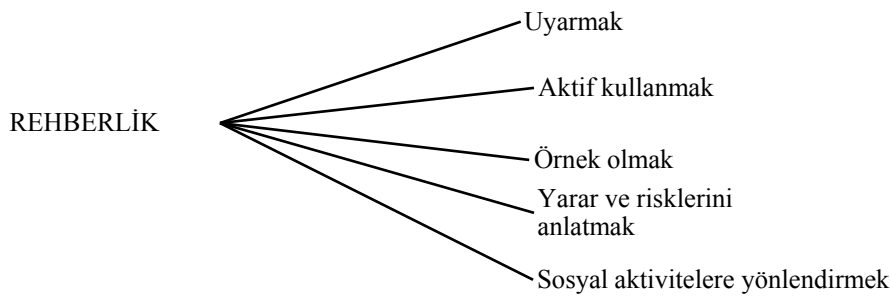 Uyarmak
Aktif kullanmak
REHBERLİK
Örnek olmak
Yarar ve risklerini
anlatmak
Sosyal aktivitelere yönlendirmek